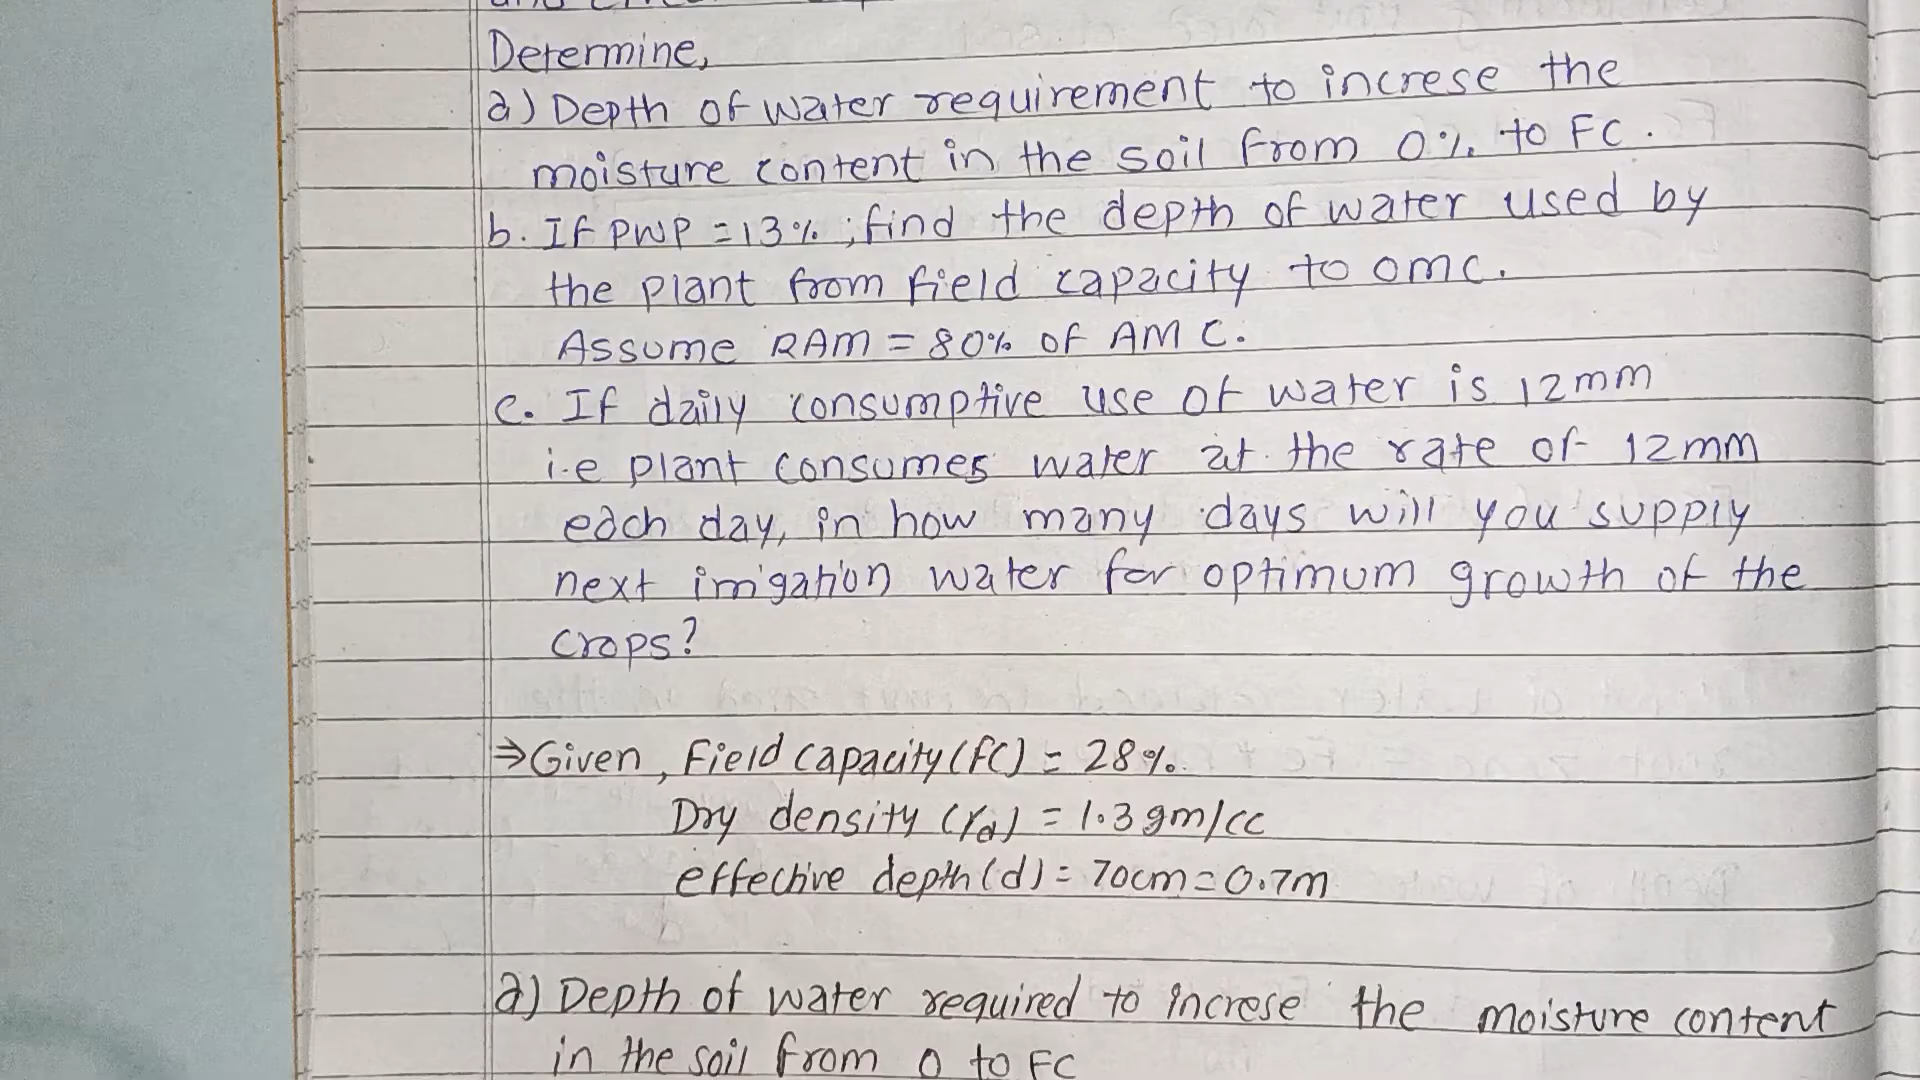 Determine,
a) Depth of water requirement to increse the
moisture content in the soil from 0% to FC.
b. If PWP = 13% ; find the depth of water used by
the plant from field capacity to omc.
Assume RAM = 80% of AMC.
c. If daily consumptive use of water is 12mm
i.e plant consumes water at the rate of 12mm
each day, in how many days will you supply
next irrigation water for optimum growth of the
crops?
⇒ Given, Field capacity (FC) = 28%.
Dry density (γd) = 1.3 gm/cc
effective depth (d) = 70cm = 0.7m
a) Depth of water required to increse the moisture content
in the soil from 0 to FC